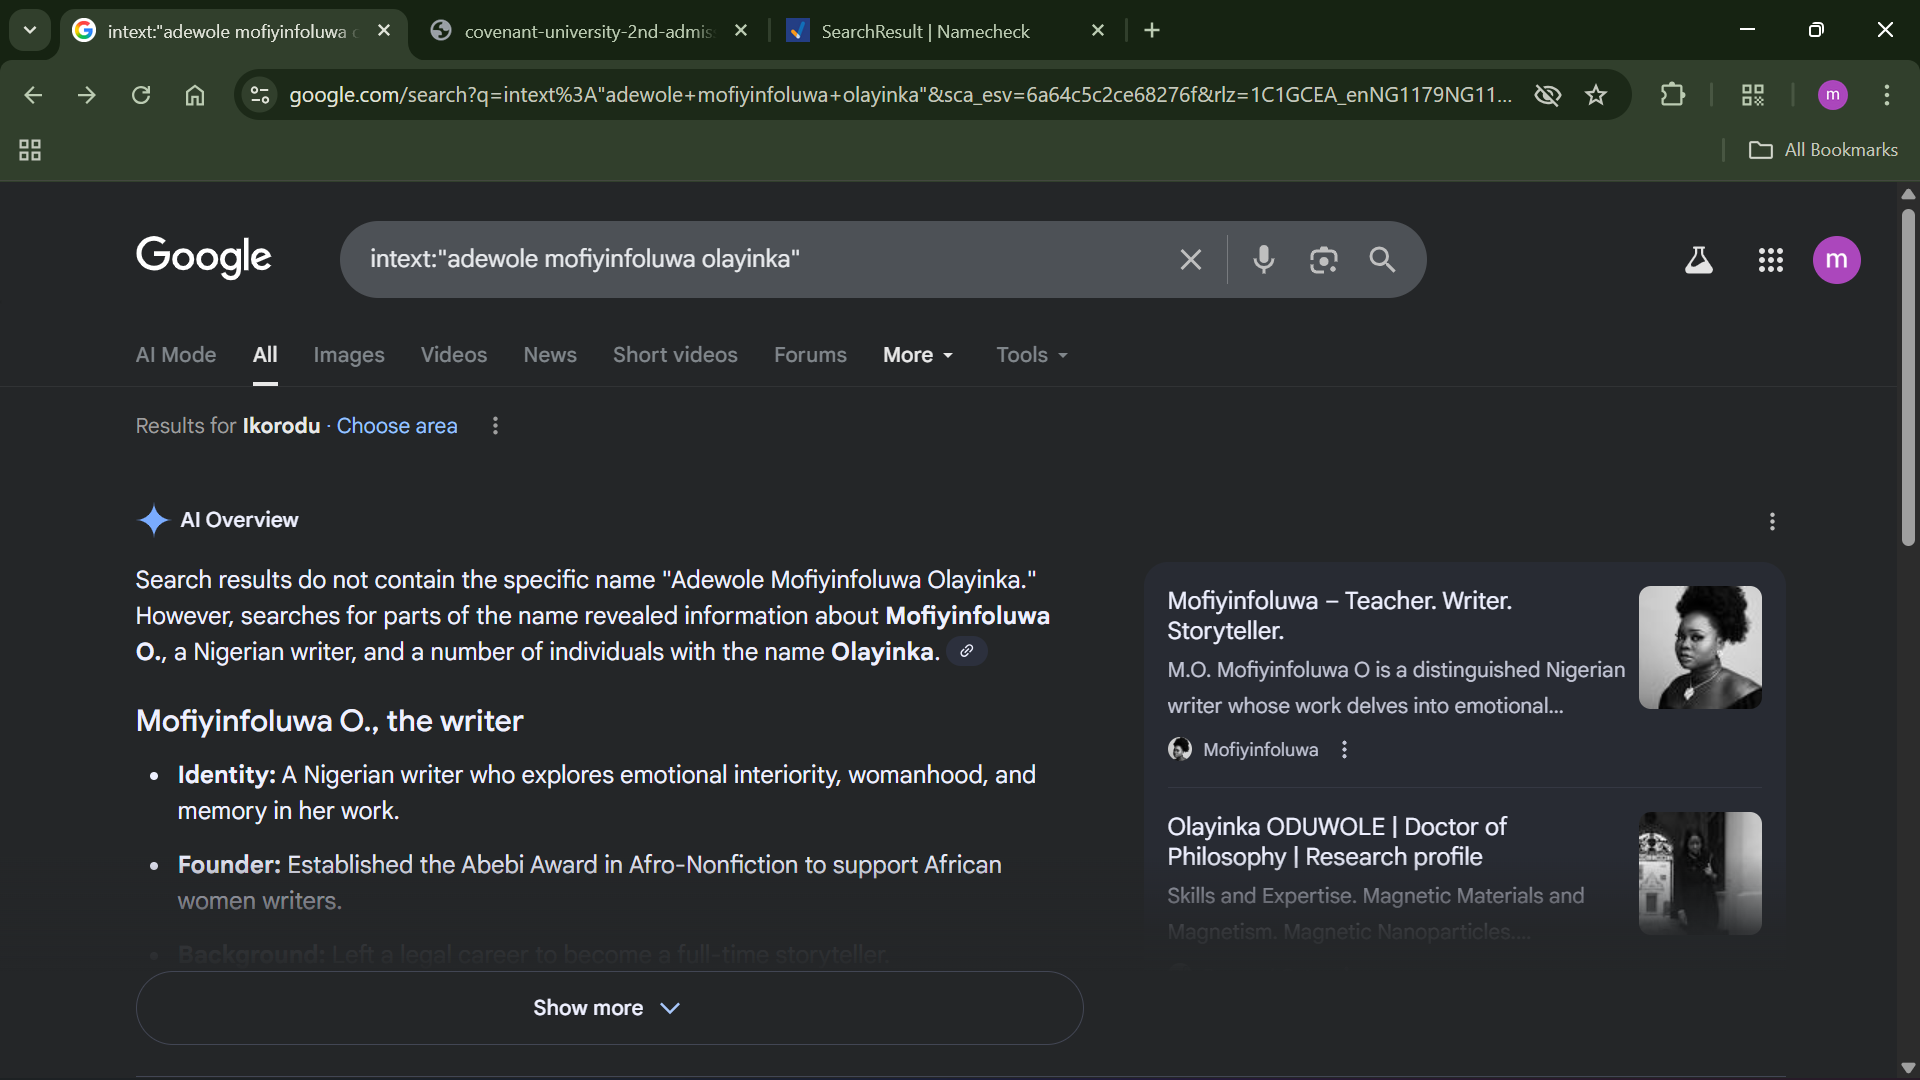 intext:"adewole mofiyinfoluwa
covenant-university-2nd-admis
SearchResult | Namecheck
google.com/search?q=intext%3A"adewole+mofiyinfoluwa+olayinka"&sca_esv=6a64c5c2ce68276f&rlz=1C1GCEA_enNG1179NG11...
m
All Bookmarks
Google
intext:"adewole mofiyinfoluwa olayinka"
m
AI Mode All Images Videos News Short videos Forums More Tools
Results for Ikorodu · Choose area
AI Overview
Search results do not contain the specific name "Adewole Mofiyinfoluwa Olayinka."
However, searches for parts of the name revealed information about Mofiyinfoluwa
O., a Nigerian writer, and a number of individuals with the name Olayinka.
Mofiyinfoluwa O., the writer
• Identity: A Nigerian writer who explores emotional interiority, womanhood, and
memory in her work.
• Founder: Established the Abebi Award in Afro-Nonfiction to support African
women writers.
• Background: Left a legal career to become a full-time storyteller.
Show more
Mofiyinfoluwa – Teacher. Writer.
Storyteller.
M.O. Mofiyinfoluwa O is a distinguished Nigerian
writer whose work delves into emotional...
Mofiyinfoluwa
Olayinka ODUWOLE | Doctor of
Philosophy | Research profile
Skills and Expertise. Magnetic Materials and
Magnetism. Magnetic Nanoparticles....